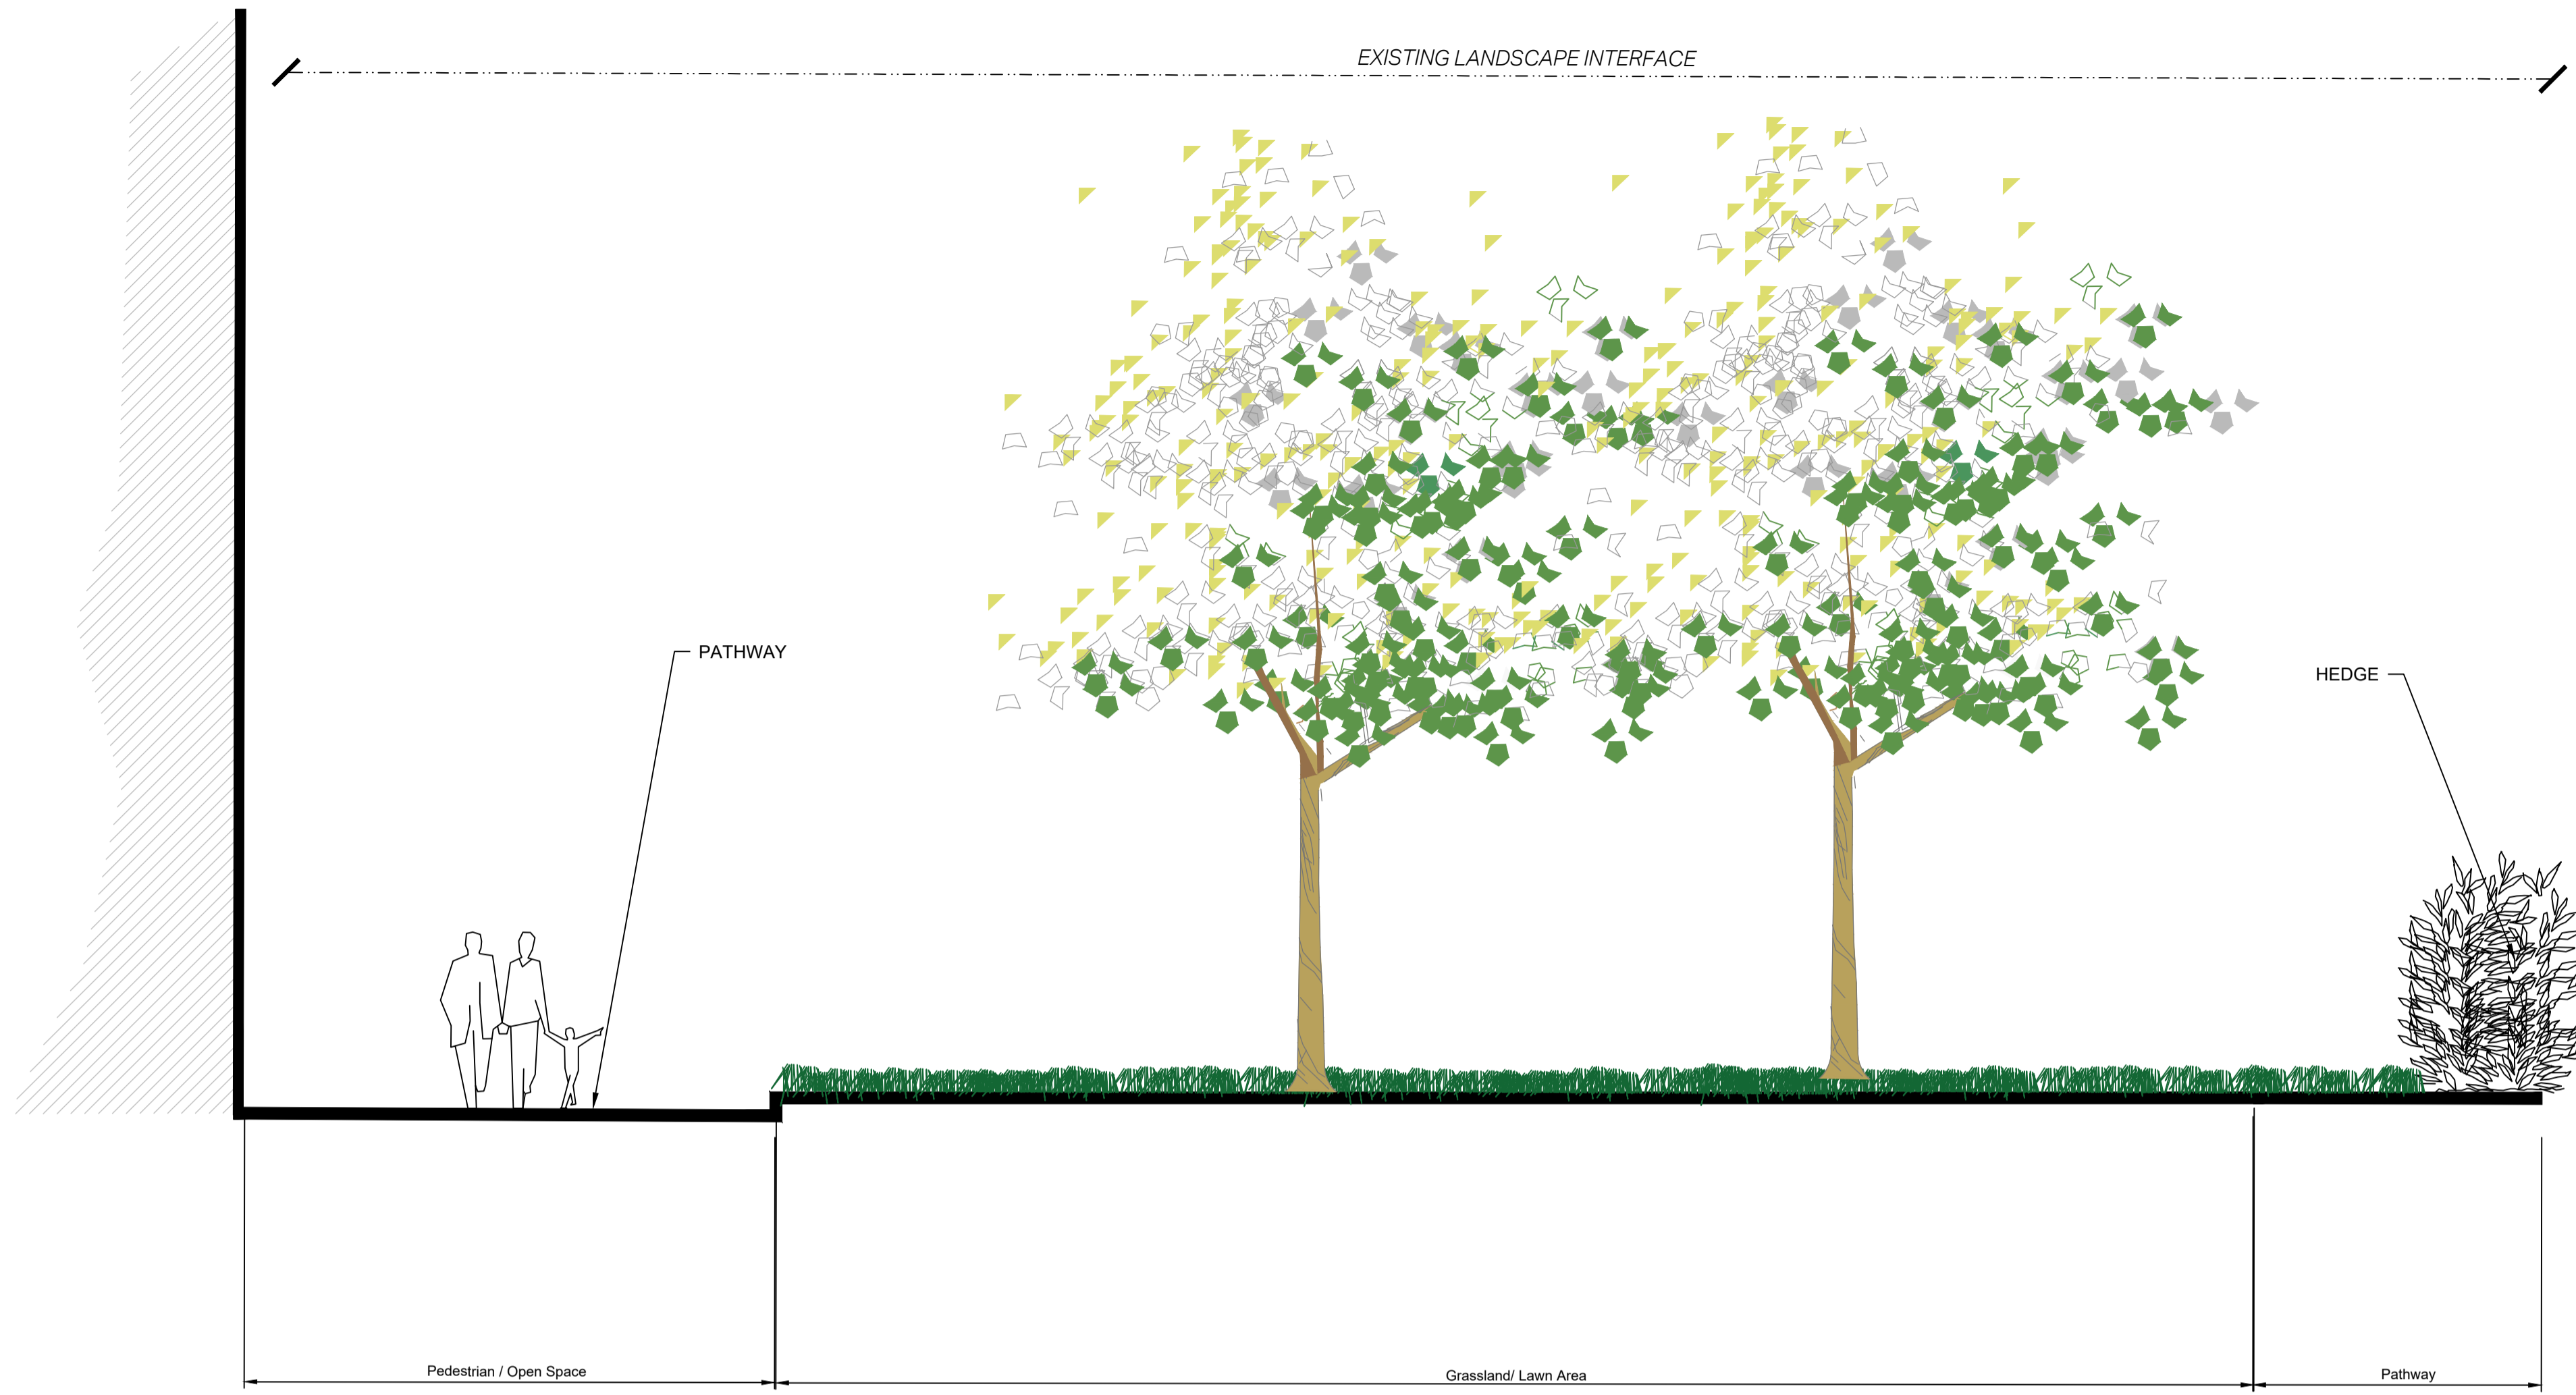 EXISTING LANDSCAPE INTERFACE
PATHWAY
HEDGE
Pedestrian / Open Space
Grassland/ Lawn Area
Pathway